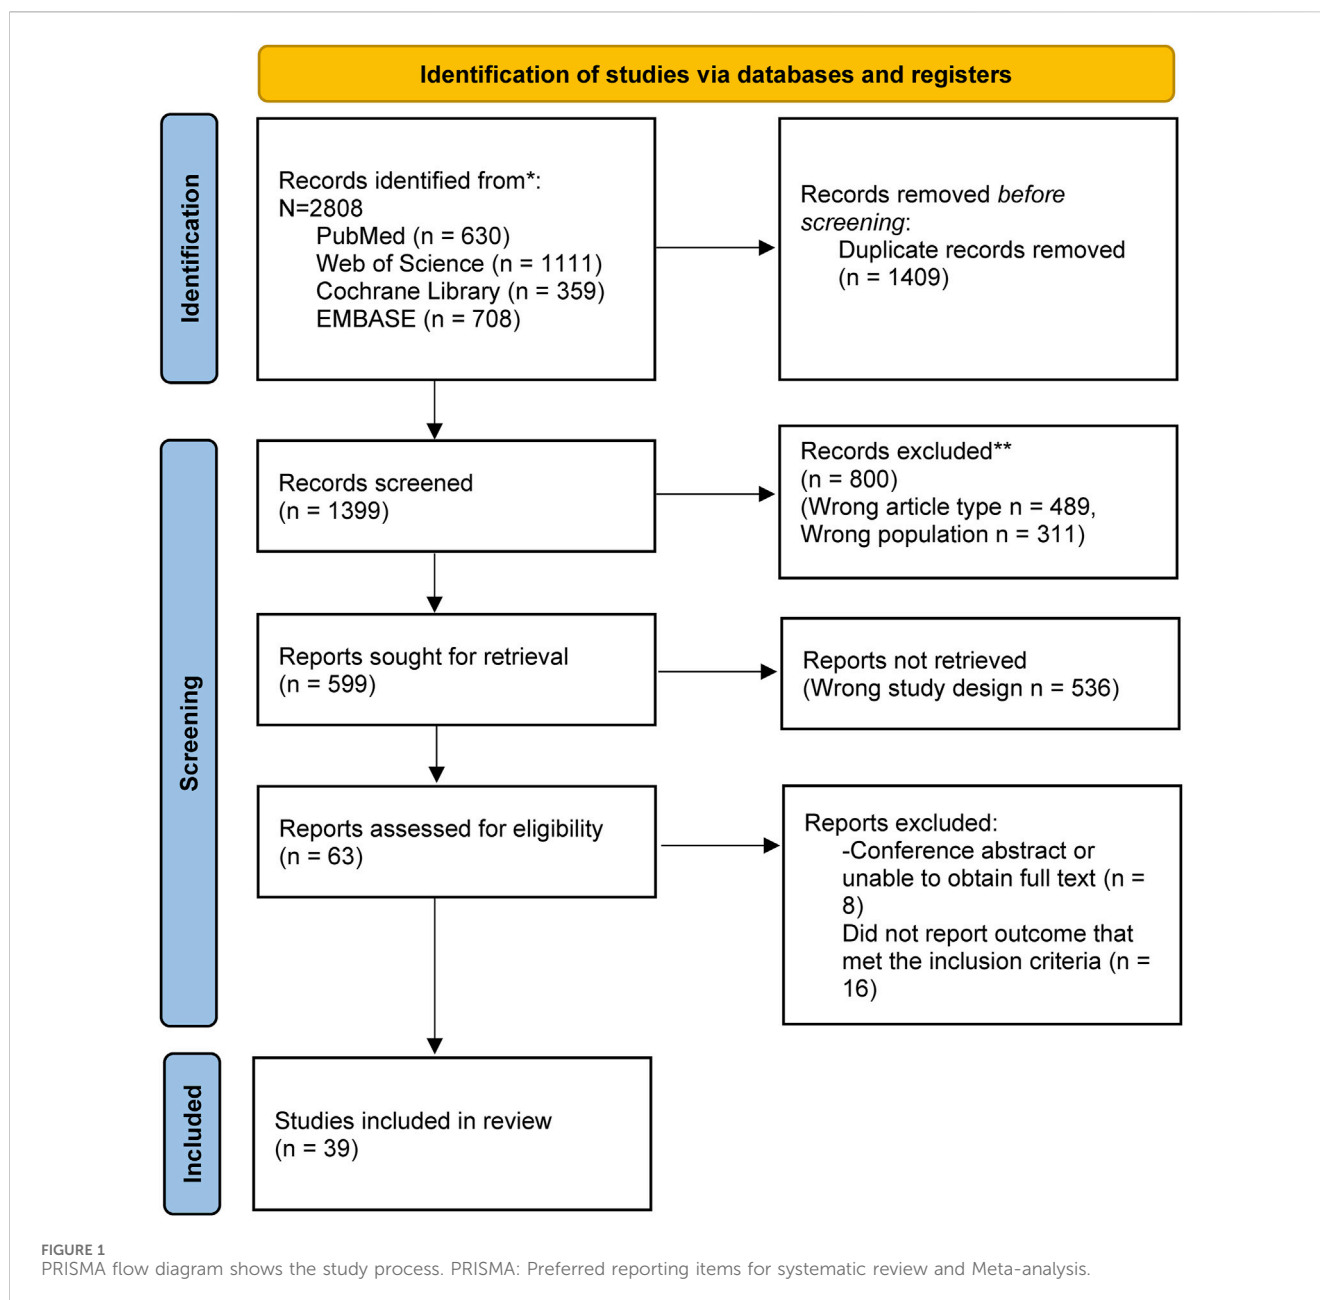 Identification of studies via databases and registers
Identification
Records identified from*:
N=2808
PubMed (n = 630)
Web of Science (n = 1111)
Cochrane Library (n = 359)
EMBASE (n = 708)
Records removed before
screening:
Duplicate records removed
(n = 1409)
Screening
Records screened
(n = 1399)
Records excluded**
(n = 800)
(Wrong article type n = 489,
Wrong population n = 311)
Reports sought for retrieval
(n = 599)
Reports not retrieved
(Wrong study design n = 536)
Reports assessed for eligibility
(n = 63)
Reports excluded:
-Conference abstract or
unable to obtain full text (n =
8)
Did not report outcome that
met the inclusion criteria (n =
16)
Included
Studies included in review
(n = 39)
FIGURE 1
PRISMA flow diagram shows the study process. PRISMA: Preferred reporting items for systematic review and Meta-analysis.